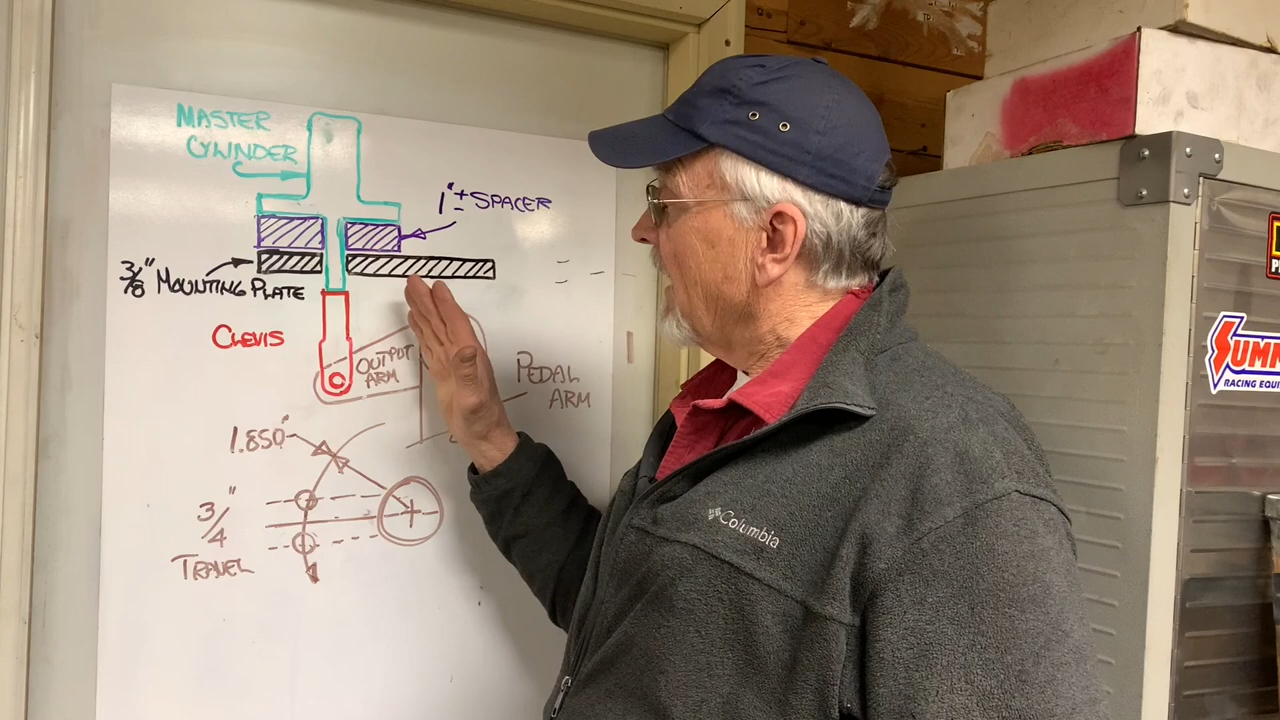 MASTER
CYLINDER
1"± SPACER
3/8" MOUNTING PLATE
CLEVIS
OUTPUT
ARM
PEDAL
ARM
1.850"
3/4"
TRAVEL
Columbia
SUMM
RACING EQUI